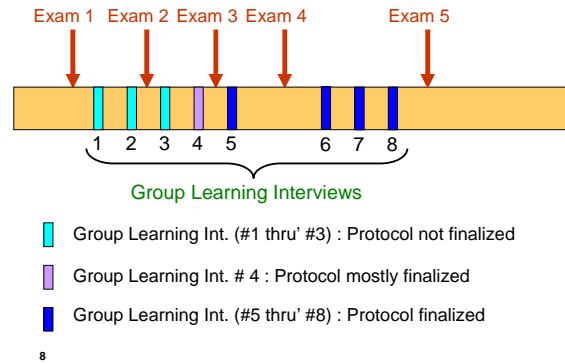 Exam 1 Exam 2 Exam 3 Exam 4 Exam 5
1 2 3 4 5 6 7 8
Group Learning Interviews
Group Learning Int. (#1 thru' #3) : Protocol not finalized
Group Learning Int. # 4 : Protocol mostly finalized
Group Learning Int. (#5 thru' #8) : Protocol finalized
8